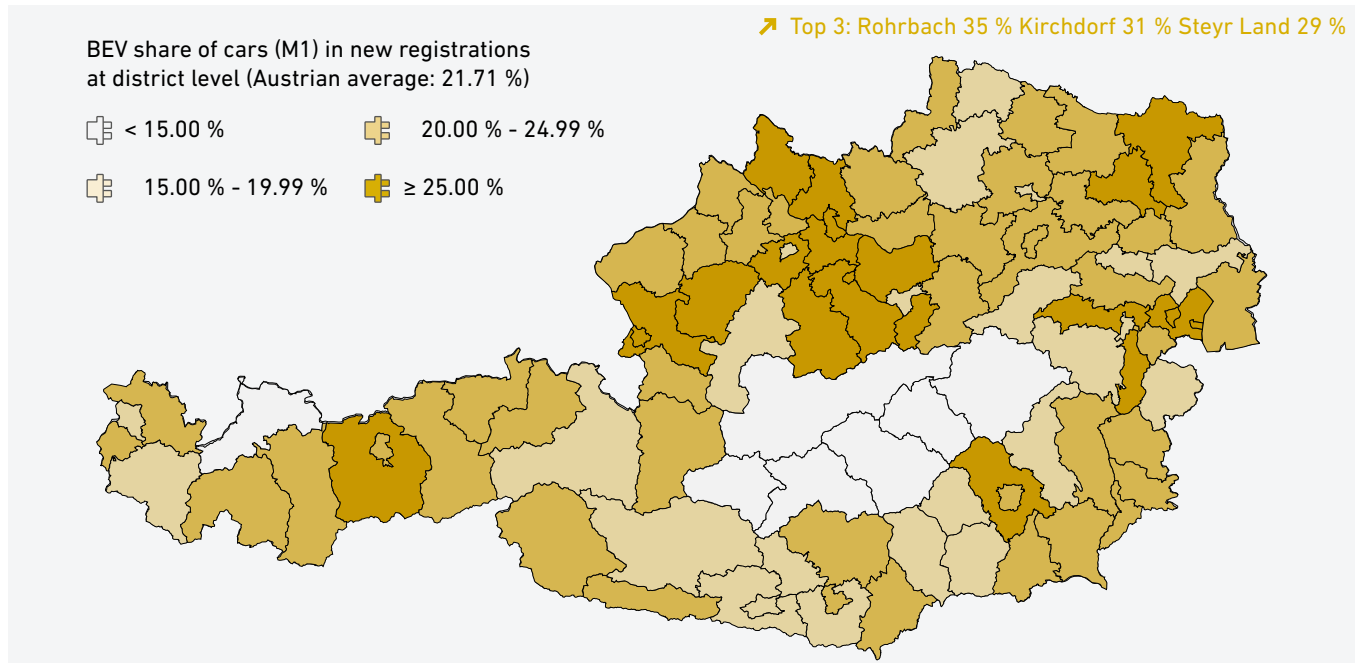 ↗ Top 3: Rohrbach 35 % Kirchdorf 31 % Steyr Land 29 %
BEV share of cars (M1) in new registrations
at district level (Austrian average: 21.71 %)
< 15.00 %
20.00 % - 24.99 %
15.00 % - 19.99 %
≥ 25.00 %